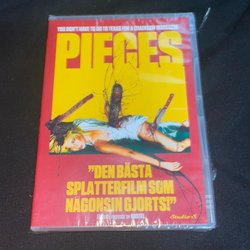 YOU DON'T HAVE TO GO TO TEXAS FOR A CHAINSAW MASSACRE!
PIECES
"DEN BÄSTA
SPLATTERFILM SOM
NÅGONSIN GJORTS!"
Studio S